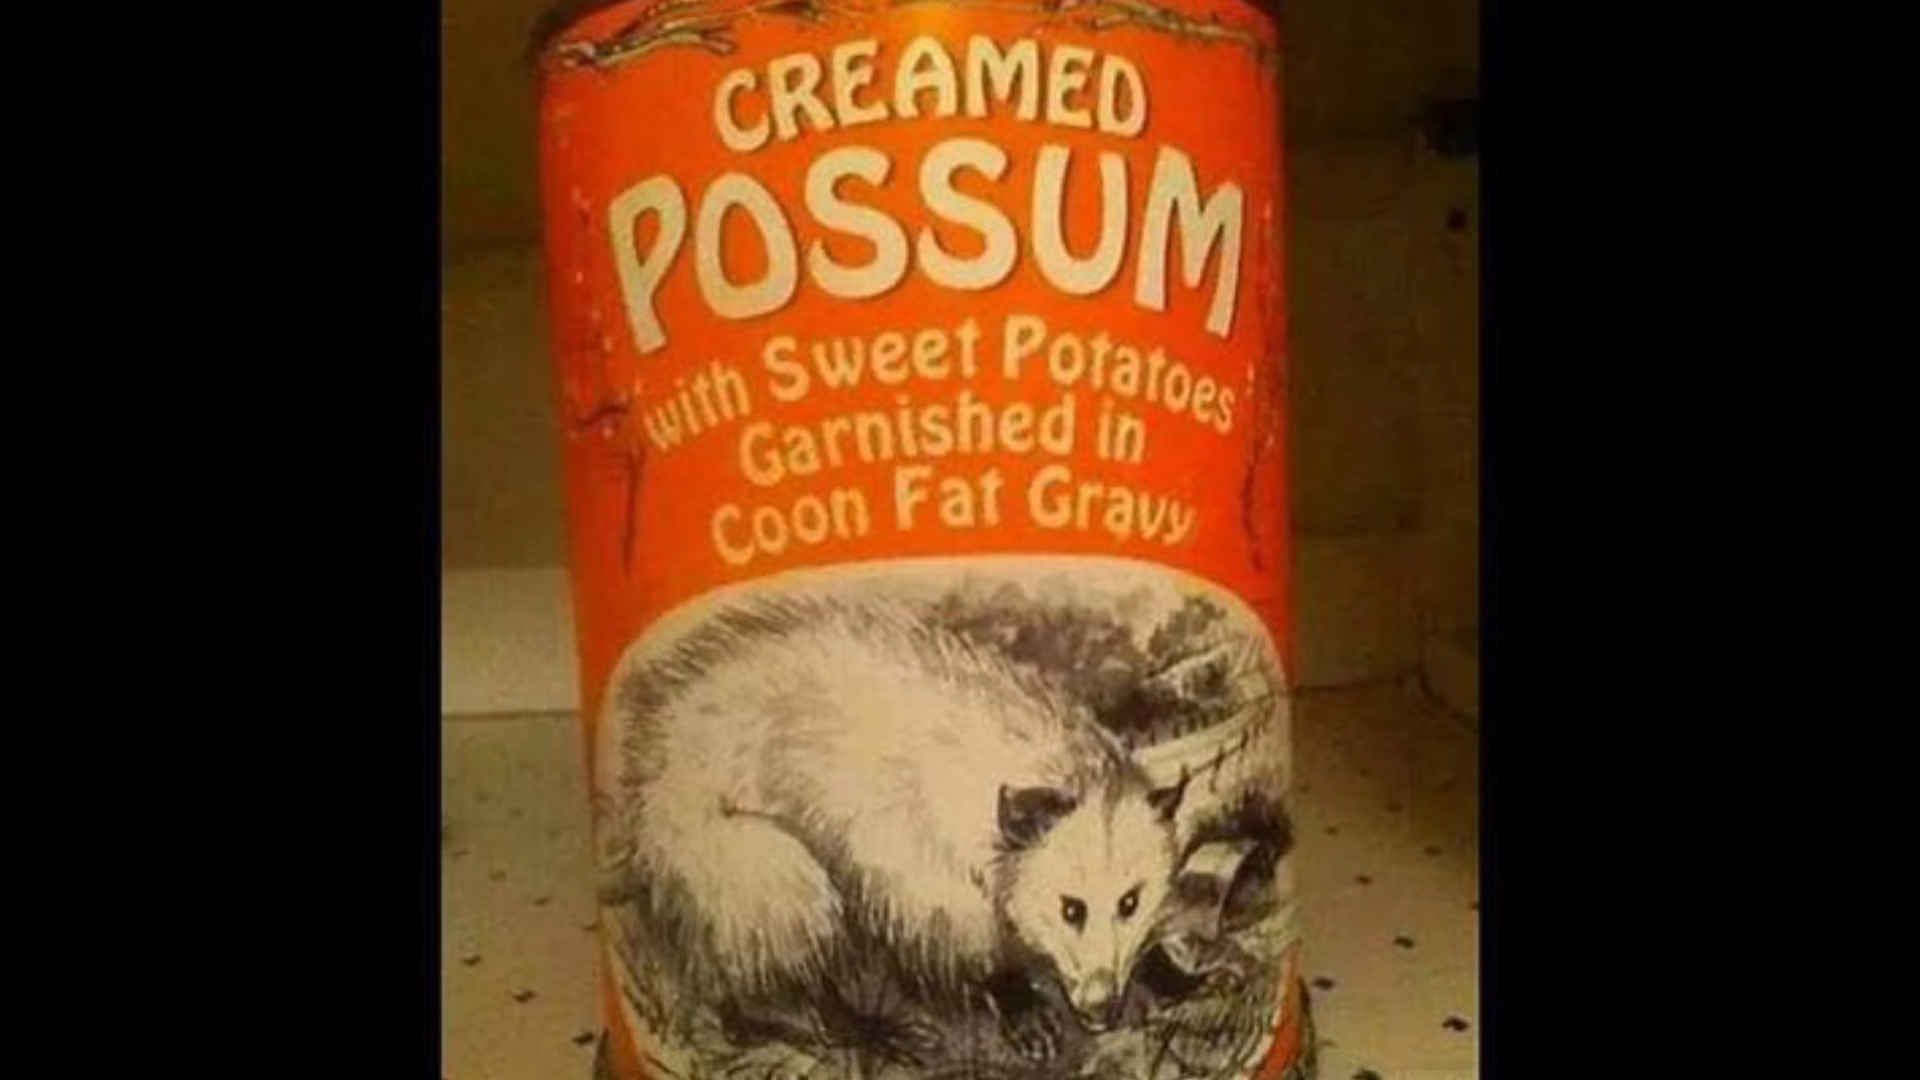 CREAMED
POSSUM
with Sweet Potatoes
Garnished in
Coon Fat Gravy